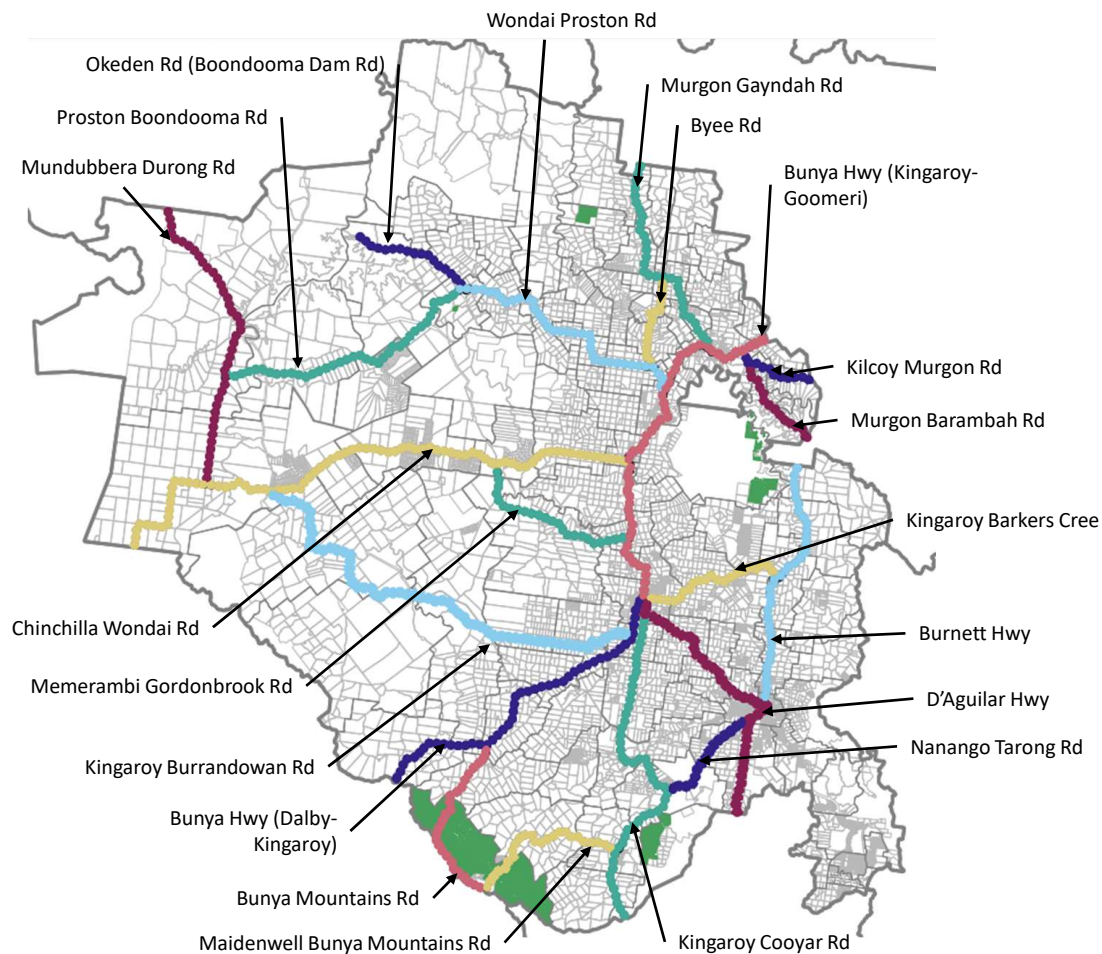 Wondai Proston Rd
Okeden Rd (Boondooma Dam Rd)
Murgon Gayndah Rd
Proston Boondooma Rd
Byee Rd
Mundubbera Durong Rd
Bunya Hwy (Kingaroy-
Goomeri)
Kilcoy Murgon Rd
Murgon Barambah Rd
Kingaroy Barkers Cree
Chinchilla Wondai Rd
Burnett Hwy
Memerambi Gordonbrook Rd
D'Aguilar Hwy
Nanango Tarong Rd
Kingaroy Burrandowan Rd
Bunya Hwy (Dalby-
Kingaroy)
Bunya Mountains Rd
Maidenwell Bunya Mountains Rd
Kingaroy Cooyar Rd